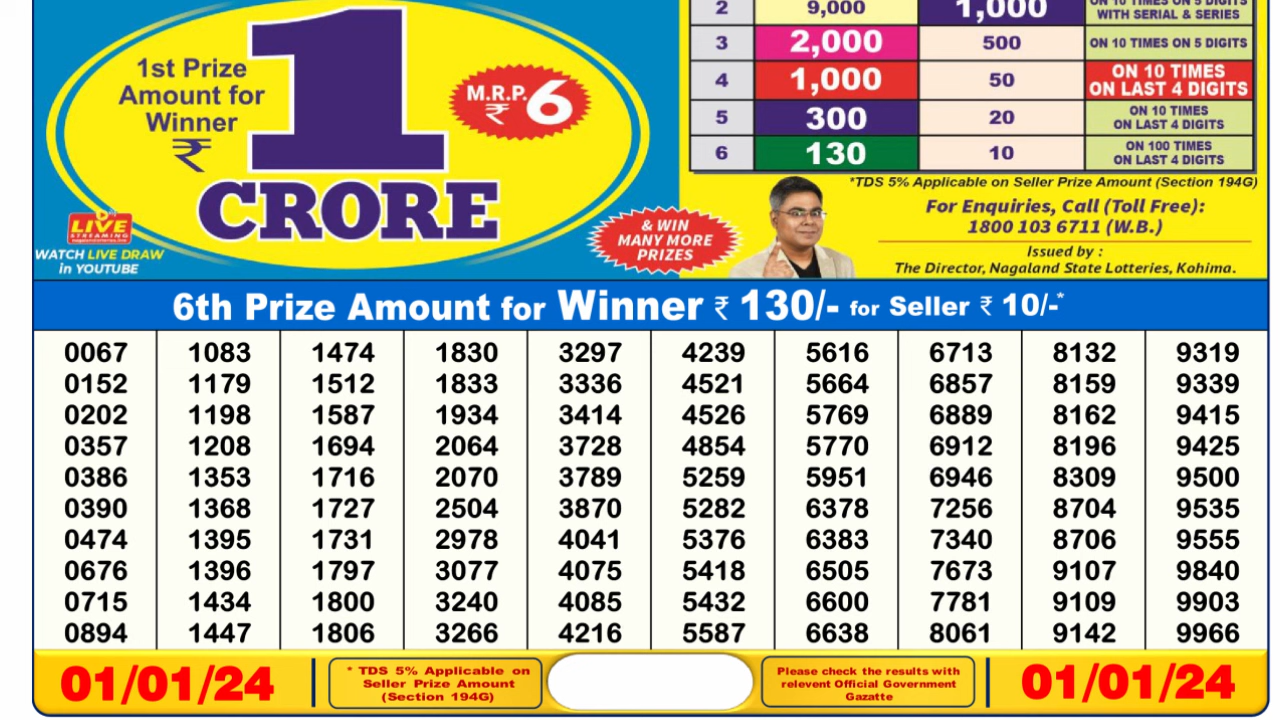 2 9,000 1,000 ON 10 TIMES ON 5 DIGITS
WITH SERIAL & SERIES
3 2,000 500 ON 10 TIMES ON 5 DIGITS
4 1,000 50 ON 10 TIMES
ON LAST 4 DIGITS
5 300 20 ON 10 TIMES
ON LAST 4 DIGITS
6 130 10 ON 100 TIMES
ON LAST 4 DIGITS
1st Prize
Amount for
Winner
₹
1
CRORE
M.R.P.
₹ 6
LIVE
STREAMING
WATCH LIVE DRAW
in YOUTUBE
& WIN
MANY MORE
PRIZES
*TDS 5% Applicable on Seller Prize Amount (Section 194G)
For Enquiries, Call (Toll Free):
1800 103 6711 (W.B.)
Issued by :
The Director, Nagaland State Lotteries, Kohima.
6th Prize Amount for Winner ₹ 130/- for Seller ₹ 10/-*
0067 1083 1474 1830 3297 4239 5616 6713 8132 9319
0152 1179 1512 1833 3336 4521 5664 6857 8159 9339
0202 1198 1587 1934 3414 4526 5769 6889 8162 9415
0357 1208 1694 2064 3728 4854 5770 6912 8196 9425
0386 1353 1716 2070 3789 5259 5951 6946 8309 9500
0390 1368 1727 2504 3870 5282 6378 7256 8704 9535
0474 1395 1731 2978 4041 5376 6383 7340 8706 9555
0676 1396 1797 3077 4075 5418 6505 7673 9107 9840
0715 1434 1800 3240 4085 5432 6600 7781 9109 9903
0894 1447 1806 3266 4216 5587 6638 8061 9142 9966
01/01/24
* TDS 5% Applicable on
Seller Prize Amount
(Section 194G)
Please check the results with
relevent Official Government
Gazatte
01/01/24